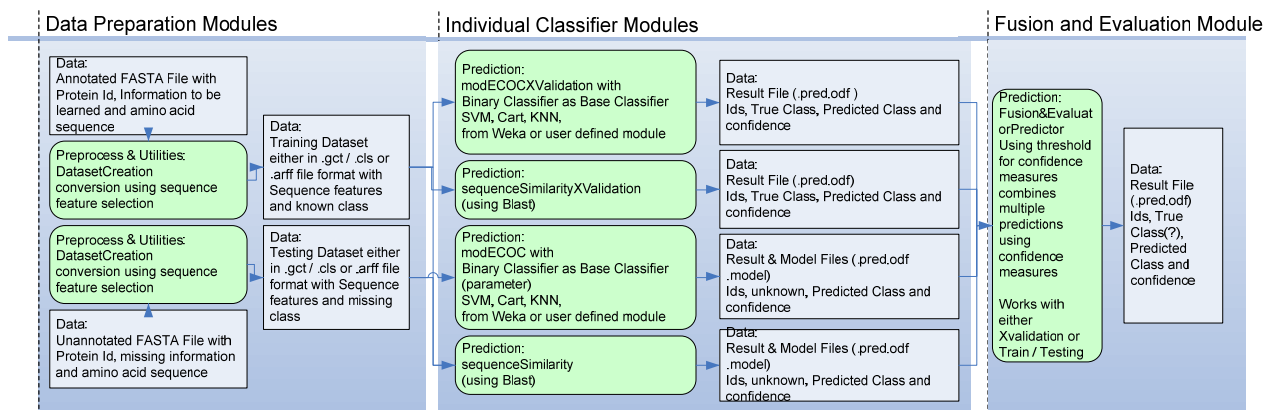 Data Preparation Modules
Data:
Annotated FASTA File with
Protein Id, Information to be
learned and amino acid
sequence
Preprocess & Utilities:
DatasetCreation
conversion using sequence
feature selection
Preprocess & Utilities:
DatasetCreation
conversion using sequence
feature selection
Data:
Unannotated FASTA File with
Protein Id, missing information
and amino acid sequence
Data:
Training Dataset
either in .gct / .cls or
.arff file format with
Sequence features
and known class
Data:
Testing Dataset either
in .gct / .cls or .arff file
format with Sequence
features and missing
class
Individual Classifier Modules
Prediction:
modECOCXValidation with
Binary Classifier as Base Classifier
SVM, Cart, KNN,
from Weka or user defined module
Prediction:
sequenceSimilarityXValidation
(using Blast)
Prediction:
modECOC with
Binary Classifier as Base Classifier
(parameter)
SVM, Cart, KNN,
from Weka or user defined module
Prediction:
sequenceSimilarity
(using Blast)
Data:
Result File (.pred.odf )
Ids, True Class, Predicted Class and
confidence
Data:
Result File (.pred.odf)
Ids, True Class, Predicted Class and
confidence
Data:
Result & Model Files (.pred.odf
.model)
Ids, unknown, Predicted Class and
confidence
Data:
Result & Model Files (.pred.odf
.model)
Ids, unknown, Predicted Class and
confidence
Fusion and Evaluation Module
Prediction:
Fusion&Evaluat
orPredictor
Using threshold
for confidence
measures
combines
multiple
predictions
using
confidence
measures
Works with
either
Xvalidation or
Train / Testing
Data:
Result File
(.pred.odf)
Ids, True
Class(?),
Predicted
Class and
confidence